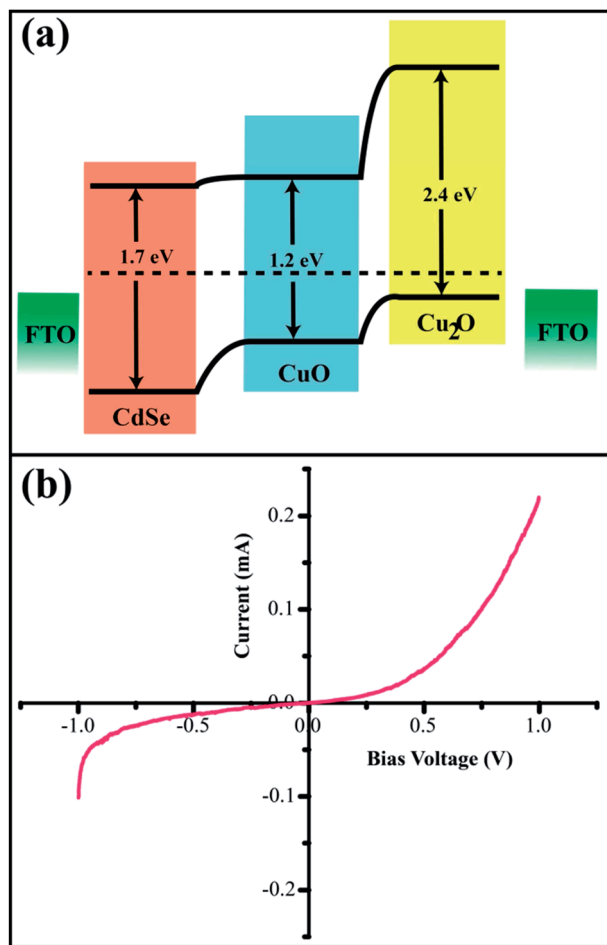 (a)
2.4 eV
1.7 eV
1.2 eV
FTO
CdSe
CuO
Cu2O
FTO
(b)
Current (mA)
0.2
0.1
0.0
-0.1
-0.2
-1.0
-0.5
0.0
0.5
1.0
Bias Voltage (V)